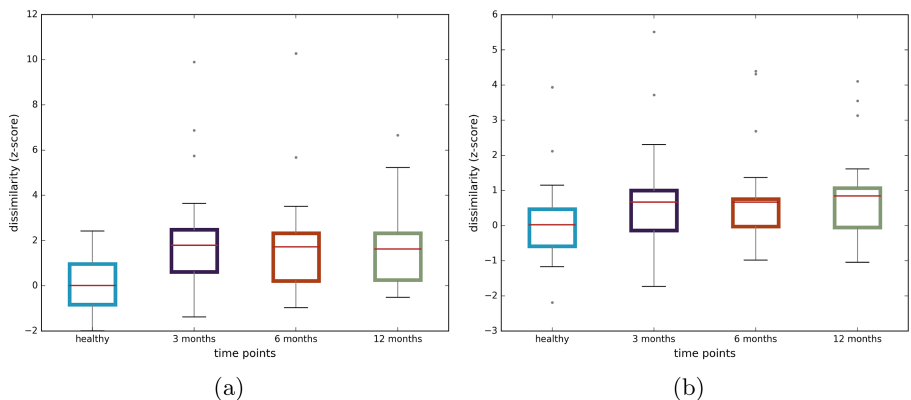 12
10
8
6
4
2
0
−2
dissimilarity (z-score)
healthy
3 months
6 months
12 months
time points
(a)
6
5
4
3
2
1
0
−1
−2
−3
dissimilarity (z-score)
healthy
3 months
6 months
12 months
time points
(b)